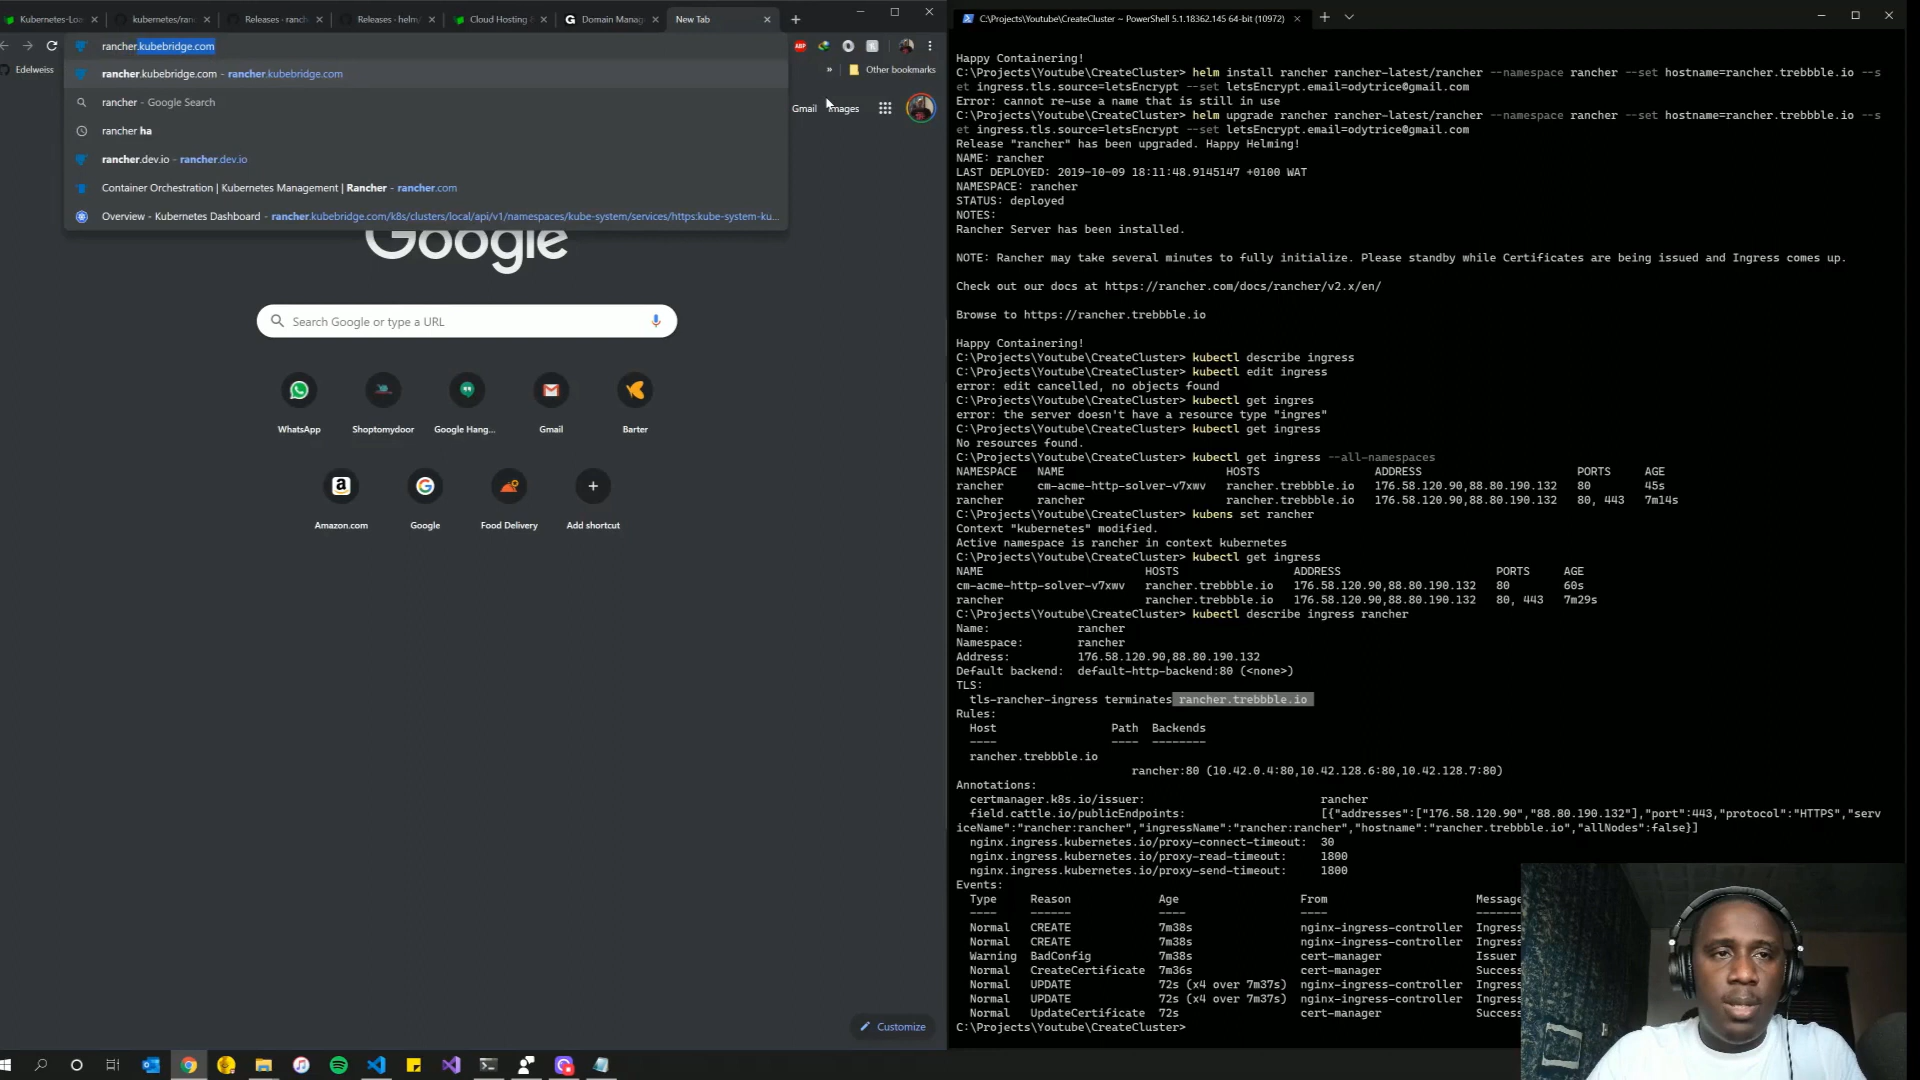 Kubernetes-Loa
kubernetes/ran
Releases · ranch
Releases · helm/
Cloud Hosting
Domain Manag
New Tab
rancher.kubebridge.com
Edelweiss
Other bookmarks
rancher.kubebridge.com - rancher.kubebridge.com
rancher - Google Search
rancher ha
rancher.dev.io - rancher.dev.io
Container Orchestration | Kubernetes Management | Rancher - rancher.com
Overview - Kubernetes Dashboard - rancher.kubebridge.com/k8s/clusters/local/api/v1/namespaces/kube-system/services/https:kube-system-ku...
Gmail
Images
Google
Search Google or type a URL
WhatsApp
Shoptomydoor
Google Hang...
Gmail
Barter
Amazon.com
Google
Food Delivery
Add shortcut
Customize
C:\Projects\Youtube\CreateCluster ~ PowerShell 5.1.18362.145 64-bit (10972)
Happy Containering!
C:\Projects\Youtube\CreateCluster> helm install rancher rancher-latest/rancher --namespace rancher --set hostname=rancher.trebbble.io --s
et ingress.tls.source=letsEncrypt --set letsEncrypt.email=odytrice@gmail.com
Error: cannot re-use a name that is still in use
C:\Projects\Youtube\CreateCluster> helm upgrade rancher rancher-latest/rancher --namespace rancher --set hostname=rancher.trebbble.io --s
et ingress.tls.source=letsEncrypt --set letsEncrypt.email=odytrice@gmail.com
Release "rancher" has been upgraded. Happy Helming!
NAME: rancher
LAST DEPLOYED: 2019-10-09 18:11:48.9145147 +0100 WAT
NAMESPACE: rancher
STATUS: deployed
NOTES:
Rancher Server has been installed.
NOTE: Rancher may take several minutes to fully initialize. Please standby while Certificates are being issued and Ingress comes up.
Check out our docs at https://rancher.com/docs/rancher/v2.x/en/
Browse to https://rancher.trebbble.io
Happy Containering!
C:\Projects\Youtube\CreateCluster> kubectl describe ingress
C:\Projects\Youtube\CreateCluster> kubectl edit ingress
error: edit cancelled, no objects found
C:\Projects\Youtube\CreateCluster> kubectl get ingres
error: the server doesn't have a resource type "ingres"
C:\Projects\Youtube\CreateCluster> kubectl get ingress
No resources found.
C:\Projects\Youtube\CreateCluster> kubectl get ingress --all-namespaces
NAMESPACE NAME HOSTS ADDRESS PORTS AGE
rancher cm-acme-http-solver-v7xwv rancher.trebbble.io 176.58.120.90,88.80.190.132 80 45s
rancher rancher rancher.trebbble.io 176.58.120.90,88.80.190.132 80, 443 7m14s
C:\Projects\Youtube\CreateCluster> kubens set rancher
Context "kubernetes" modified.
Active namespace is rancher in context kubernetes
C:\Projects\Youtube\CreateCluster> kubectl get ingress
NAME HOSTS ADDRESS PORTS AGE
cm-acme-http-solver-v7xwv rancher.trebbble.io 176.58.120.90,88.80.190.132 80 60s
rancher rancher.trebbble.io 176.58.120.90,88.80.190.132 80, 443 7m29s
C:\Projects\Youtube\CreateCluster> kubectl describe ingress rancher
Name: rancher
Namespace: rancher
Address: 176.58.120.90,88.80.190.132
Default backend: default-http-backend:80 (<none>)
TLS:
tls-rancher-ingress terminates rancher.trebbble.io
Rules:
Host Path Backends
---- ---- --------
rancher.trebbble.io
rancher:80 (10.42.0.4:80,10.42.128.6:80,10.42.128.7:80)
Annotations:
certmanager.k8s.io/issuer: rancher
field.cattle.io/publicEndpoints: [{"addresses":["176.58.120.90","88.80.190.132"],"port":443,"protocol":"HTTPS","serv
iceName":"rancher:rancher","ingressName":"rancher:rancher","hostname":"rancher.trebbble.io","allNodes":false}]
nginx.ingress.kubernetes.io/proxy-connect-timeout: 30
nginx.ingress.kubernetes.io/proxy-read-timeout: 1800
nginx.ingress.kubernetes.io/proxy-send-timeout: 1800
Events:
Type Reason Age From Message
---- ------ ---- ---- -------
Normal CREATE 7m38s nginx-ingress-controller Ingres
Normal CREATE 7m38s nginx-ingress-controller Ingres
Warning BadConfig 7m38s cert-manager Issuer
Normal CreateCertificate 7m36s cert-manager Succes
Normal UPDATE 72s (x4 over 7m37s) nginx-ingress-controller Ingres
Normal UPDATE 72s (x4 over 7m37s) nginx-ingress-controller Ingres
Normal UpdateCertificate 72s cert-manager Succes
C:\Projects\Youtube\CreateCluster>